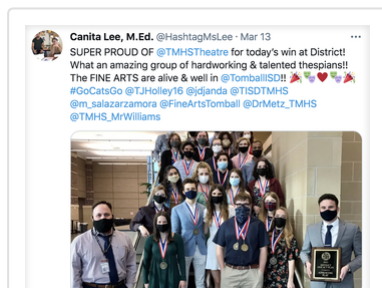 Canita Lee, M.Ed. @HashtagMsLee · Mar 13
SUPER PROUD OF @TMHSTheatre for today's win at District!
What an amazing group of hardworking & talented thespians!!
The FINE ARTS are alive & well in @TomballISD!! 🎉🎭❤️🎭🎉
#GoCatsGo @TJHolley16 @jdjanda @TISDTMHS
@m_salazarzamora @FineArtsTomball @DrMetz_TMHS
@TMHS_MrWilliams